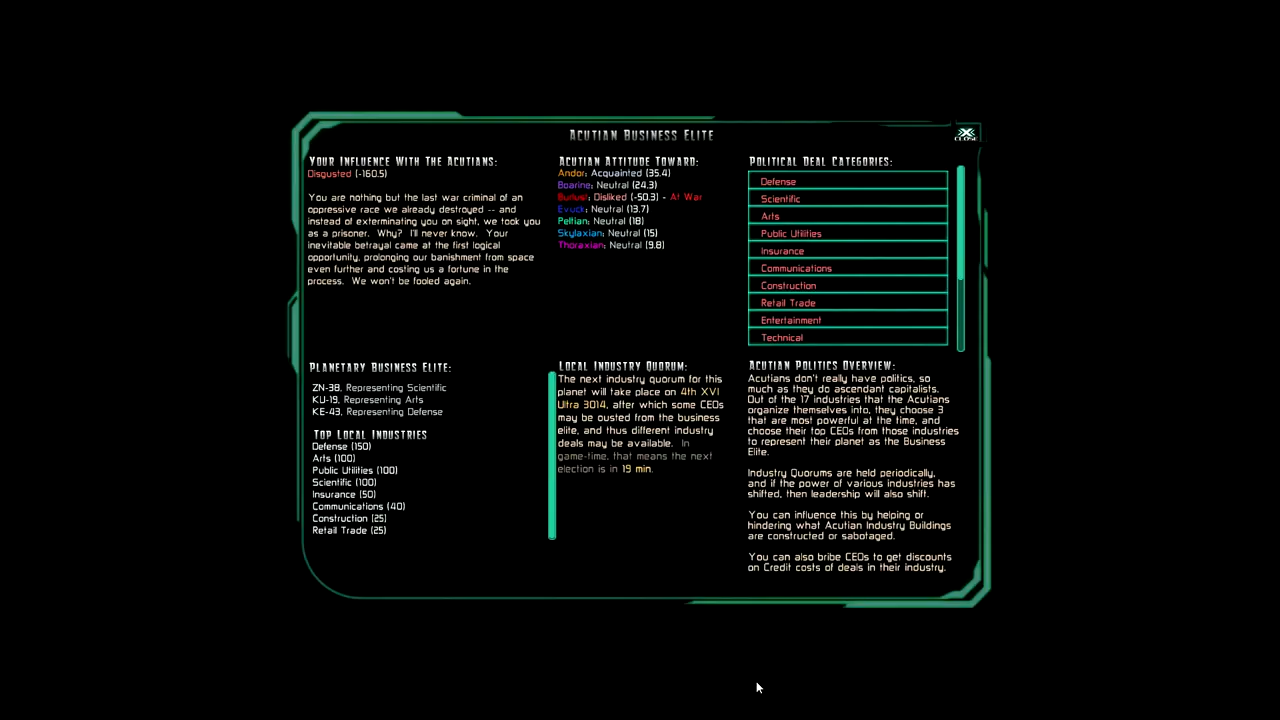 Acutian Business Elite
CLOSE
Your Influence With The Acutians:
Disgusted (-160.5)
You are nothing but the last war criminal of an
oppressive race we already destroyed -- and
instead of exterminating you on sight, we took you
as a prisoner. Why? I'll never know. Your
inevitable betrayal came at the first logical
opportunity, prolonging our banishment from space
even further and costing us a fortune in the
process. We won't be fooled again.
Acutian Attitude Toward:
Andor: Acquainted (35.4)
Boarine: Neutral (24.3)
Burlust: Disliked (-50.3) - At War
Evuck: Neutral (13.7)
Peltian: Neutral (18)
Skylaxian: Neutral (15)
Thoraxian: Neutral (9.8)
Political Deal Categories:
Defense
Scientific
Arts
Public Utilities
Insurance
Communications
Construction
Retail Trade
Entertainment
Technical
Planetary Business Elite:
ZN-38, Representing Scientific
KU-19, Representing Arts
KE-43, Representing Defense
Top Local Industries
Defense (150)
Arts (100)
Public Utilities (100)
Scientific (100)
Insurance (50)
Communications (40)
Construction (25)
Retail Trade (25)
Local Industry Quorum:
The next industry quorum for this
planet will take place on 4th XVI
Ultra 3014, after which some CEOs
may be ousted from the business
elite, and thus different industry
deals may be available. In
game-time, that means the next
election is in 19 min.
Acutian Politics Overview:
Acutians don't really have politics, so
much as they do ascendant capitalists.
Out of the 17 industries that the Acutians
organize themselves into, they choose 3
that are most powerful at the time, and
choose their top CEOs from those industries
to represent their planet as the Business
Elite.
Industry Quorums are held periodically,
and if the power of various industries has
shifted, then leadership will also shift.
You can influence this by helping or
hindering what Acutian Industry Buildings
are constructed or sabotaged.
You can also bribe CEOs to get discounts
on Credit costs of deals in their industry.